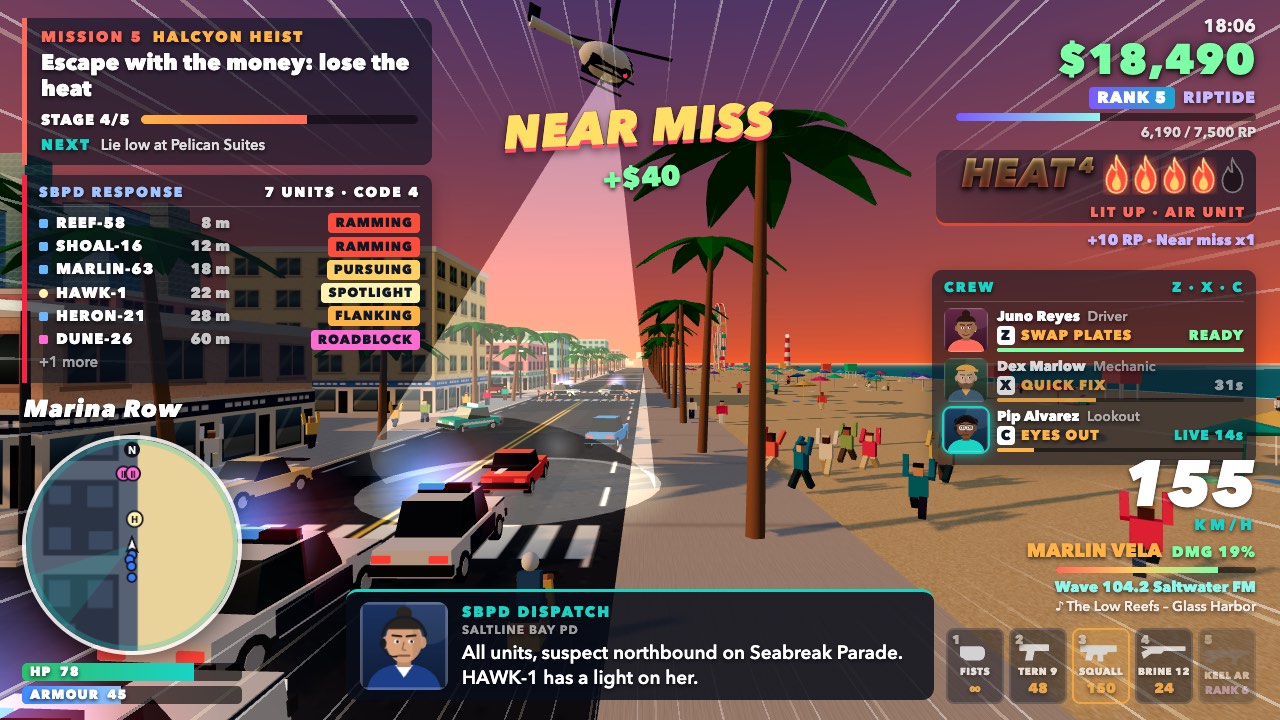 MISSION 5 HALCYON HEIST
Escape with the money: lose the
heat
STAGE 4/5
NEXT Lie low at Pelican Suites
SBPD RESPONSE 7 UNITS · CODE 4
REEF-58 8 m RAMMING
SHOAL-16 12 m RAMMING
MARLIN-63 18 m PURSUING
HAWK-1 22 m SPOTLIGHT
HERON-21 28 m FLANKING
DUNE-26 60 m ROADBLOCK
+1 more
Marina Row
N
H
HP 78
ARMOUR 45
NEAR MISS
+$40
18:06
$18,490
RANK 5 RIPTIDE
6,190 / 7,500 RP
HEAT 4
LIT UP · AIR UNIT
+10 RP · Near miss x1
CREW Z · X · C
Juno Reyes Driver
Z SWAP PLATES READY
Dex Marlow Mechanic
X QUICK FIX 31s
Pip Alvarez Lookout
C EYES OUT LIVE 14s
155
KM/H
MARLIN VELA DMG 19%
Wave 104.2 Saltwater FM
♪ The Low Reefs – Glass Harbor
SBPD DISPATCH
SALTLINE BAY PD
All units, suspect northbound on Seabreak Parade.
HAWK-1 has a light on her.
1 FISTS ∞
2 TERN 9 48
3 SQUALL 150
4 BRINE 12 24
5 KEEL AR RANK 6